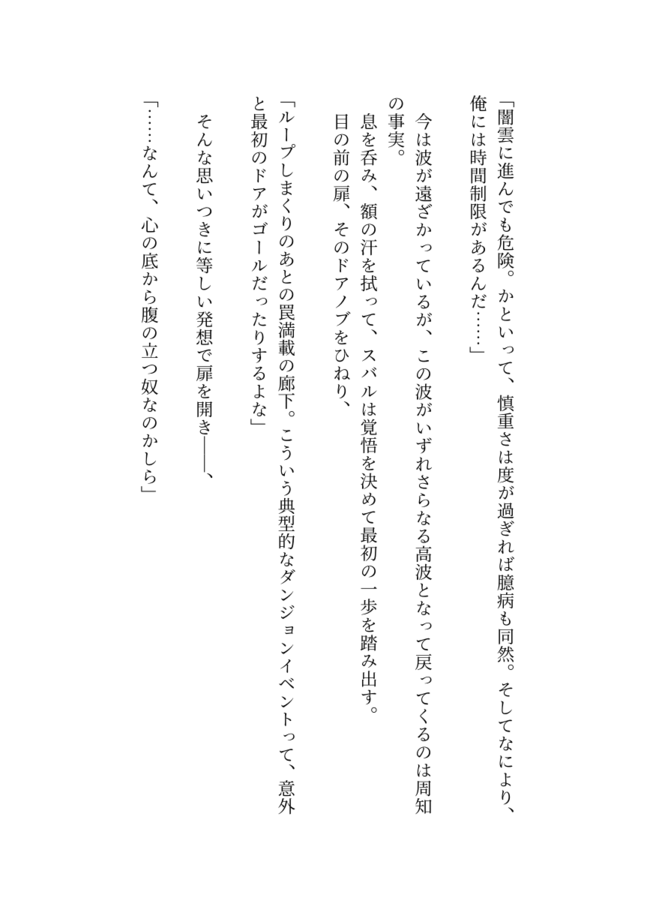 「闇雲に進んでも危険。かといって、慎重さは度が過ぎれば臆病も同然。そしてなにより、
俺には時間制限があるんだ……」
今は波が遠ざかっているが、この波がいずれさらなる高波となって戻ってくるのは周知
の事実。
息を呑み、額の汗を拭って、スバルは覚悟を決めて最初の一歩を踏み出す。
目の前の扉、そのドアノブをひねり、
「ループしまくりのあとの罠満載の廊下。こういう典型的なダンジョンイベントって、意外
と最初のドアがゴールだったりするよな」
そんな思いつきに等しい発想で扉を開き――、
「……なんて、心の底から腹の立つ奴なのかしら」